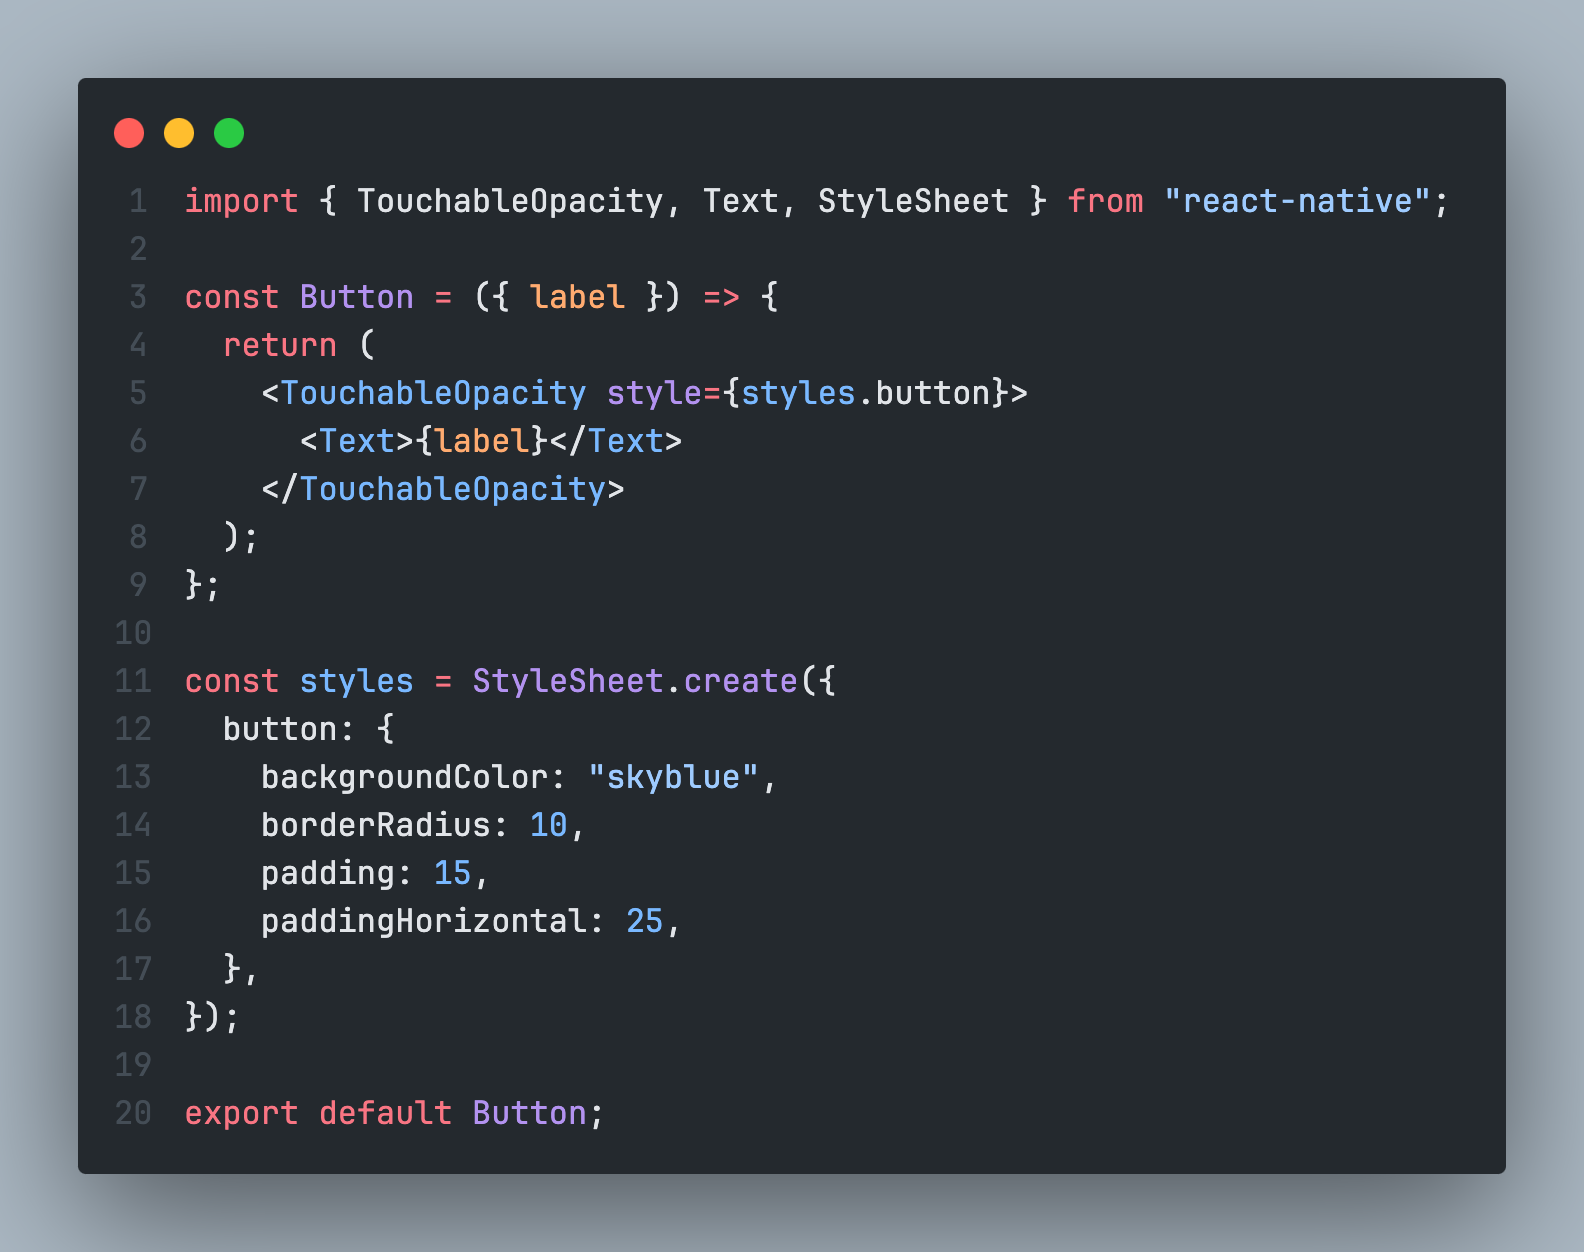 1 import { TouchableOpacity, Text, StyleSheet } from "react-native";
2
3 const Button = ({ label }) => {
4   return (
5     <TouchableOpacity style={styles.button}>
6       <Text>{label}</Text>
7     </TouchableOpacity>
8   );
9 };
10
11 const styles = StyleSheet.create({
12   button: {
13     backgroundColor: "skyblue",
14     borderRadius: 10,
15     padding: 15,
16     paddingHorizontal: 25,
17   },
18 });
19
20 export default Button;